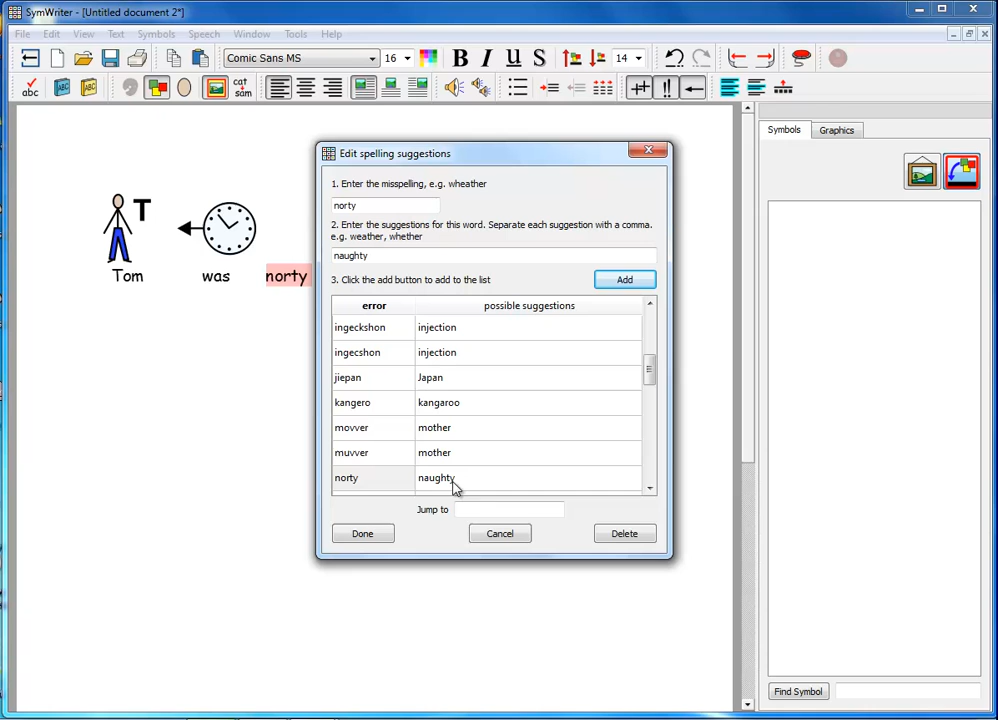 SymWriter - [Untitled document 2*]
File Edit View Text Symbols Speech Window Tools Help
Comic Sans MS 16 B I U S 14
abc cat sam
Symbols Graphics
Edit spelling suggestions
1. Enter the misspelling, e.g. wheather
norty
2. Enter the suggestions for this word. Separate each suggestion with a comma.
e.g. weather, whether
naughty
3. Click the add button to add to the list
Add
T
Tom was norty
error possible suggestions
ingeckshon injection
ingecshon injection
jiepan Japan
kangero kangaroo
movver mother
muvver mother
norty naughty
Jump to
Done Cancel Delete
Find Symbol